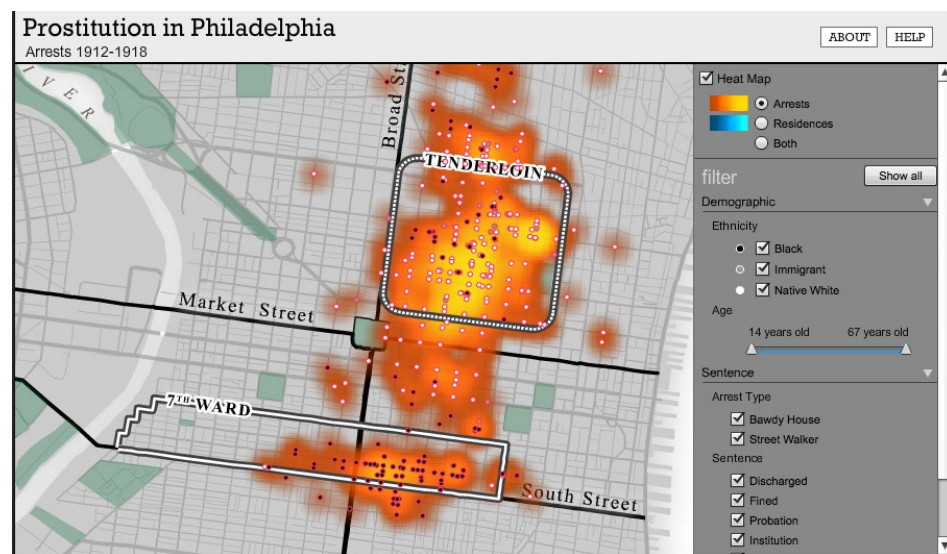 Prostitution in Philadelphia
Arrests 1912-1918
ABOUT
HELP
IVER
Broad St
TENDERLOIN
Market Street
7TH WARD
South Street
Heat Map
Arrests
Residences
Both
filter
Show all
Demographic
Ethnicity
Black
Immigrant
Native White
Age
14 years old 67 years old
Sentence
Arrest Type
Bawdy House
Street Walker
Sentence
Discharged
Fined
Probation
Institution